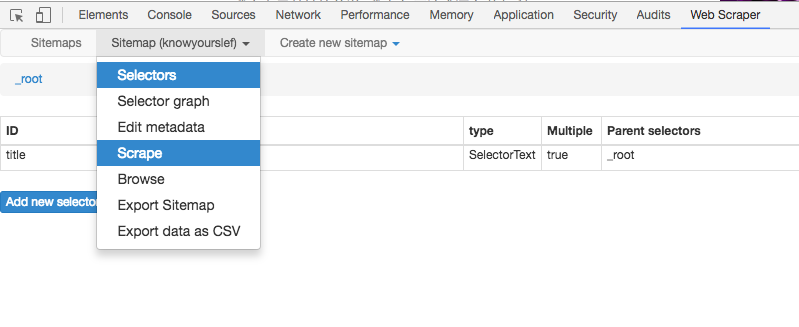 Elements Console Sources Network Performance Memory Application Security Audits Web Scraper
Sitemaps Sitemap (knowyourslef) Create new sitemap
_root
Selectors
Selector graph
Edit metadata
Scrape
Browse
Export Sitemap
Export data as CSV
ID type Multiple Parent selectors
title SelectorText true _root
Add new selector